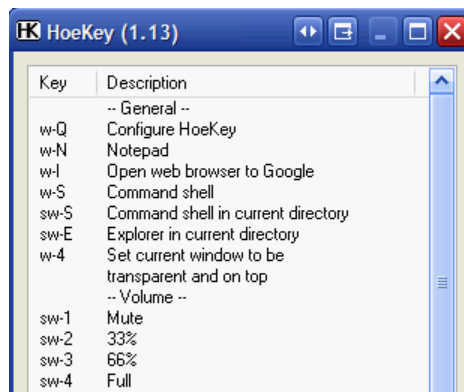 HK HoeKey (1.13)
Key Description
-- General --
w-Q Configure HoeKey
w-N Notepad
w-I Open web browser to Google
w-S Command shell
sw-S Command shell in current directory
sw-E Explorer in current directory
w-4 Set current window to be
transparent and on top
-- Volume --
sw-1 Mute
sw-2 33%
sw-3 66%
sw-4 Full